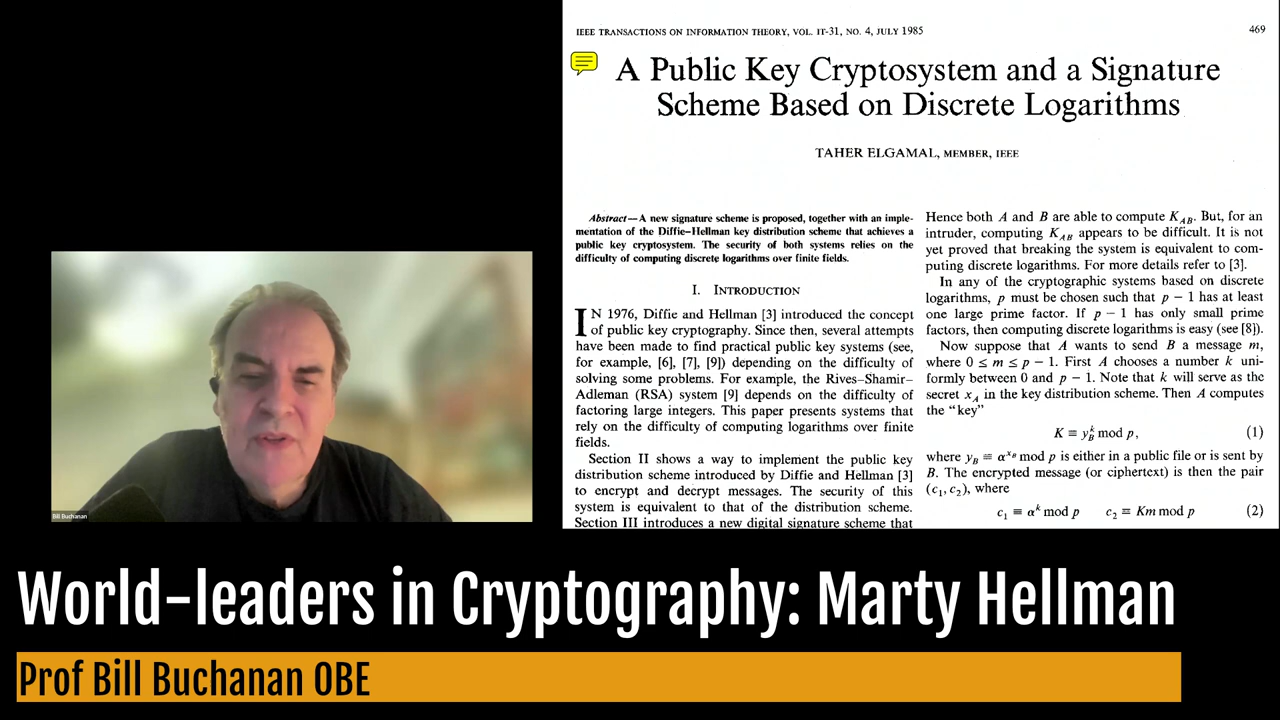 IEEE TRANSACTIONS ON INFORMATION THEORY, VOL. IT-31, NO. 4, JULY 1985
469
A Public Key Cryptosystem and a Signature
Scheme Based on Discrete Logarithms
TAHER ELGAMAL, MEMBER, IEEE
Abstract—A new signature scheme is proposed, together with an imple-
mentation of the Diffie–Hellman key distribution scheme that achieves a
public key cryptosystem. The security of both systems relies on the
difficulty of computing discrete logarithms over finite fields.
I. INTRODUCTION
IN 1976, Diffie and Hellman [3] introduced the concept
of public key cryptography. Since then, several attempts
have been made to find practical public key systems (see,
for example, [6], [7], [9]) depending on the difficulty of
solving some problems. For example, the Rives–Shamir–
Adleman (RSA) system [9] depends on the difficulty of
factoring large integers. This paper presents systems that
rely on the difficulty of computing logarithms over finite
fields.
Section II shows a way to implement the public key
distribution scheme introduced by Diffie and Hellman [3]
to encrypt and decrypt messages. The security of this
system is equivalent to that of the distribution scheme.
Section III introduces a new digital signature scheme that
Hence both A and B are able to compute K_AB. But, for an
intruder, computing K_AB appears to be difficult. It is not
yet proved that breaking the system is equivalent to com-
puting discrete logarithms. For more details refer to [3].
In any of the cryptographic systems based on discrete
logarithms, p must be chosen such that p − 1 has at least
one large prime factor. If p − 1 has only small prime
factors, then computing discrete logarithms is easy (see [8]).
Now suppose that A wants to send B a message m,
where 0 ≤ m ≤ p − 1. First A chooses a number k uni-
formly between 0 and p − 1. Note that k will serve as the
secret x_A in the key distribution scheme. Then A computes
the "key"
K ≡ y_B^k mod p, (1)
where y_B ≡ α^{x_B} mod p is either in a public file or is sent by
B. The encrypted message (or ciphertext) is then the pair
(c₁, c₂), where
c₁ ≡ α^k mod p c₂ ≡ Km mod p (2)
Bill Buchanan
World-leaders in Cryptography: Marty Hellman
Prof Bill Buchanan OBE